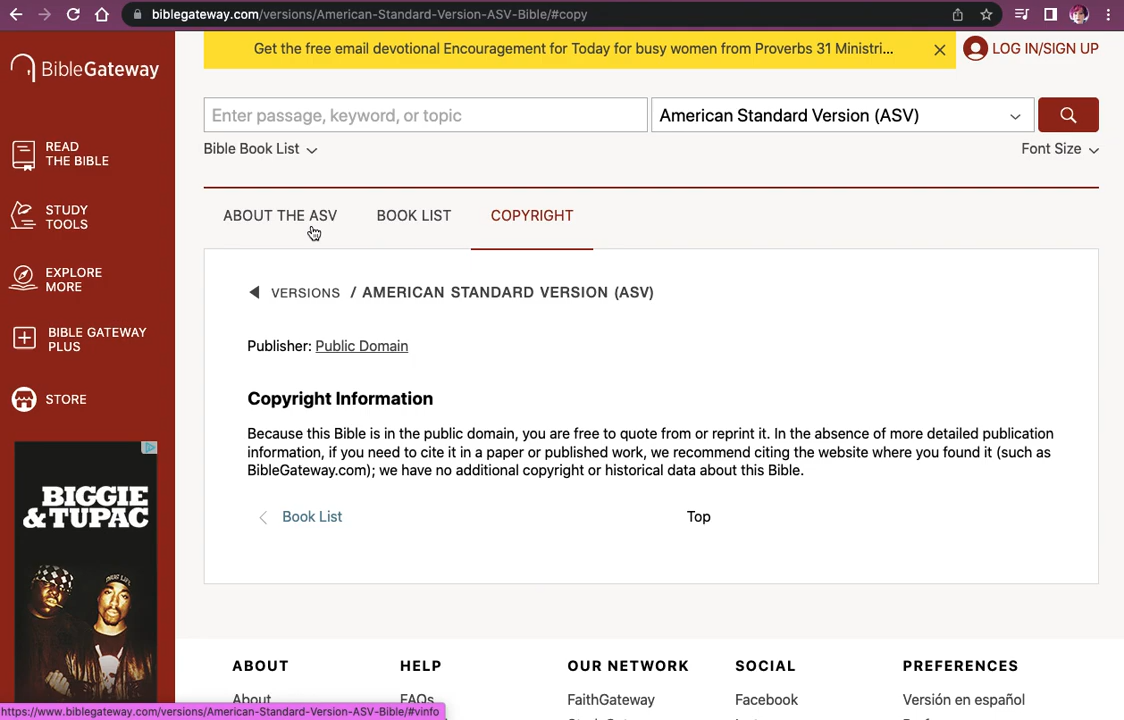 biblegateway.com/versions/American-Standard-Version-ASV-Bible/#copy
Get the free email devotional Encouragement for Today for busy women from Proverbs 31 Ministri...
LOG IN/SIGN UP
BibleGateway
Enter passage, keyword, or topic
American Standard Version (ASV)
Bible Book List
Font Size
READ
THE BIBLE
STUDY
TOOLS
EXPLORE
MORE
BIBLE GATEWAY
PLUS
STORE
BIGGIE
& TUPAC
ABOUT THE ASV
BOOK LIST
COPYRIGHT
VERSIONS / AMERICAN STANDARD VERSION (ASV)
Publisher: Public Domain
Copyright Information
Because this Bible is in the public domain, you are free to quote from or reprint it. In the absence of more detailed publication
information, if you need to cite it in a paper or published work, we recommend citing the website where you found it (such as
BibleGateway.com); we have no additional copyright or historical data about this Bible.
Book List
Top
ABOUT
HELP
OUR NETWORK
SOCIAL
PREFERENCES
About
FAQs
FaithGateway
Facebook
Versión en español
https://www.biblegateway.com/versions/American-Standard-Version-ASV-Bible/#vinfo